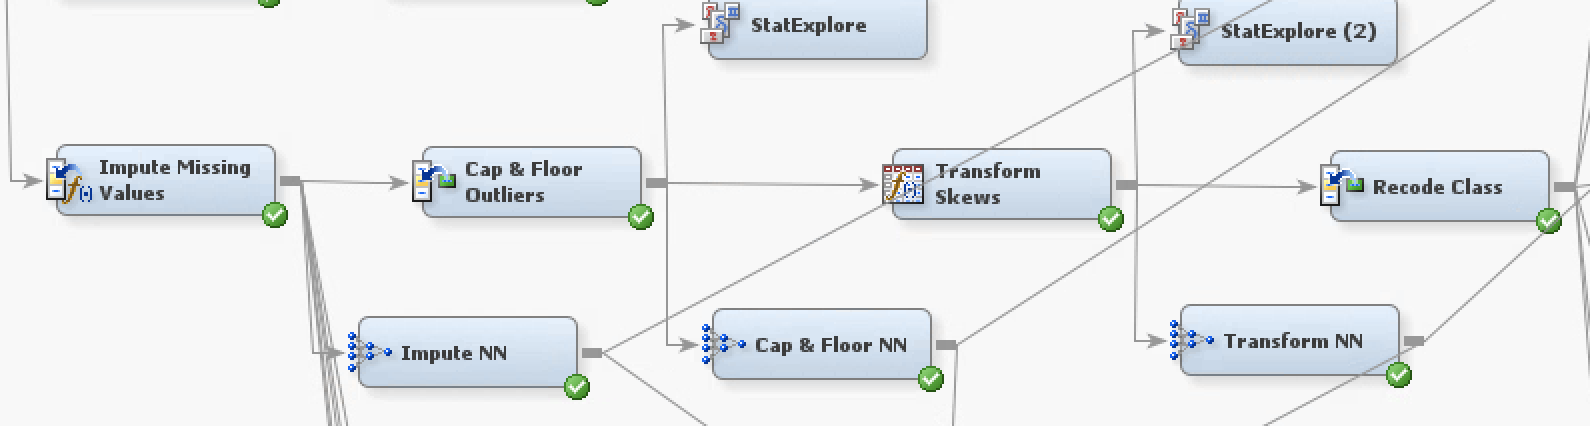 StatExplore
StatExplore (2)
Impute Missing
Values
Cap & Floor
Outliers
Transform
Skews
Recode Class
Impute NN
Cap & Floor NN
Transform NN